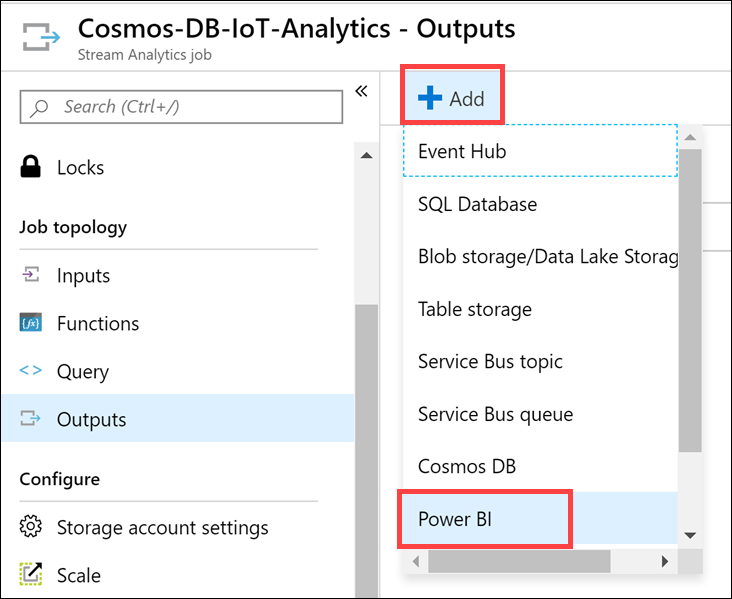 Cosmos-DB-IoT-Analytics - Outputs
Stream Analytics job
Search (Ctrl+/)
Locks
Job topology
Inputs
Functions
Query
Outputs
Configure
Storage account settings
Scale
Add
Event Hub
SQL Database
Blob storage/Data Lake Storag
Table storage
Service Bus topic
Service Bus queue
Cosmos DB
Power BI